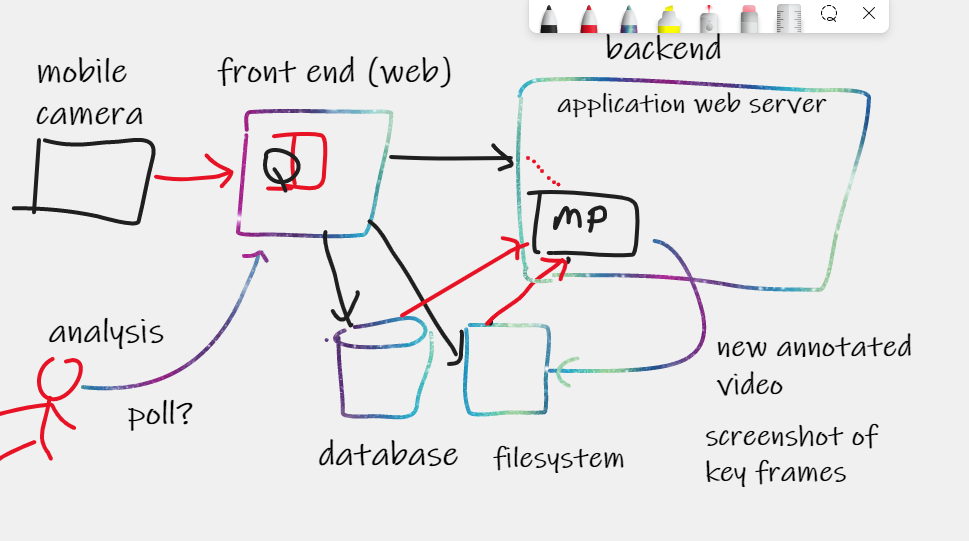 mobile
camera
front end (web)
backend
application web server
Q
MP
analysis
poll?
database
filesystem
new annotated
video
screenshot of
key frames